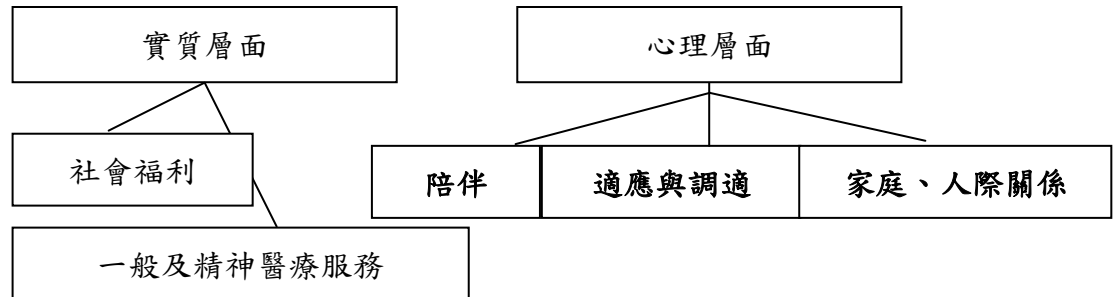 實質層面
心理層面
社會福利
陪伴
適應與調適
家庭、人際關係
一般及精神醫療服務